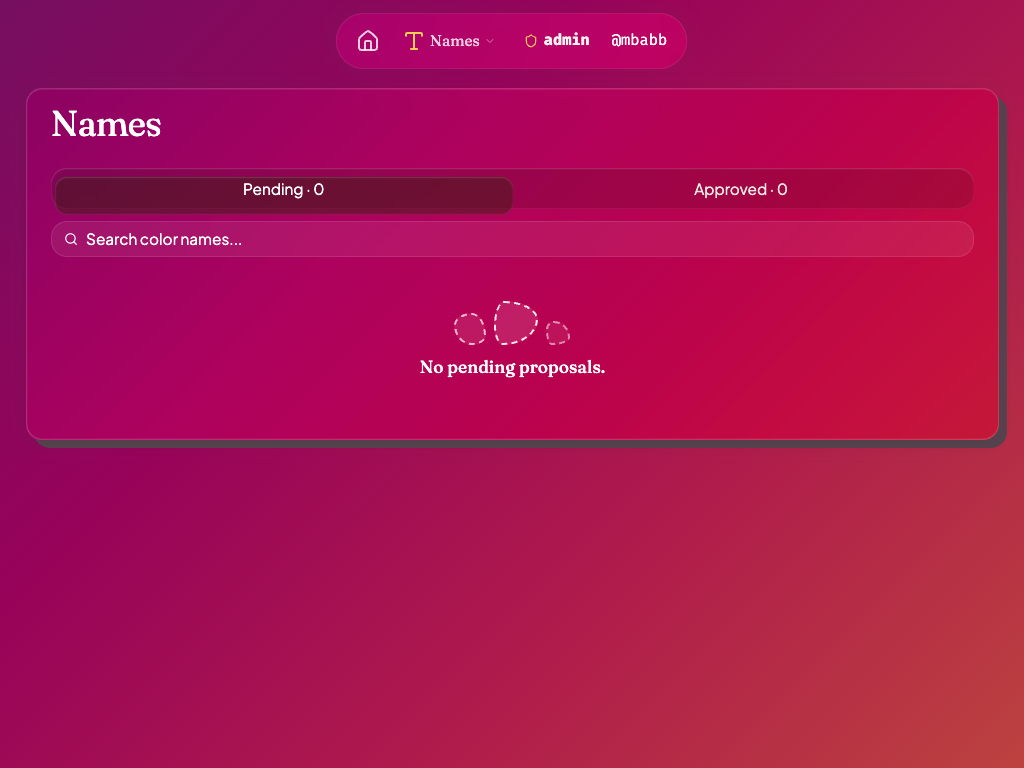 Names admin @mbabb
Names
Pending · 0 Approved · 0
Search color names...
No pending proposals.